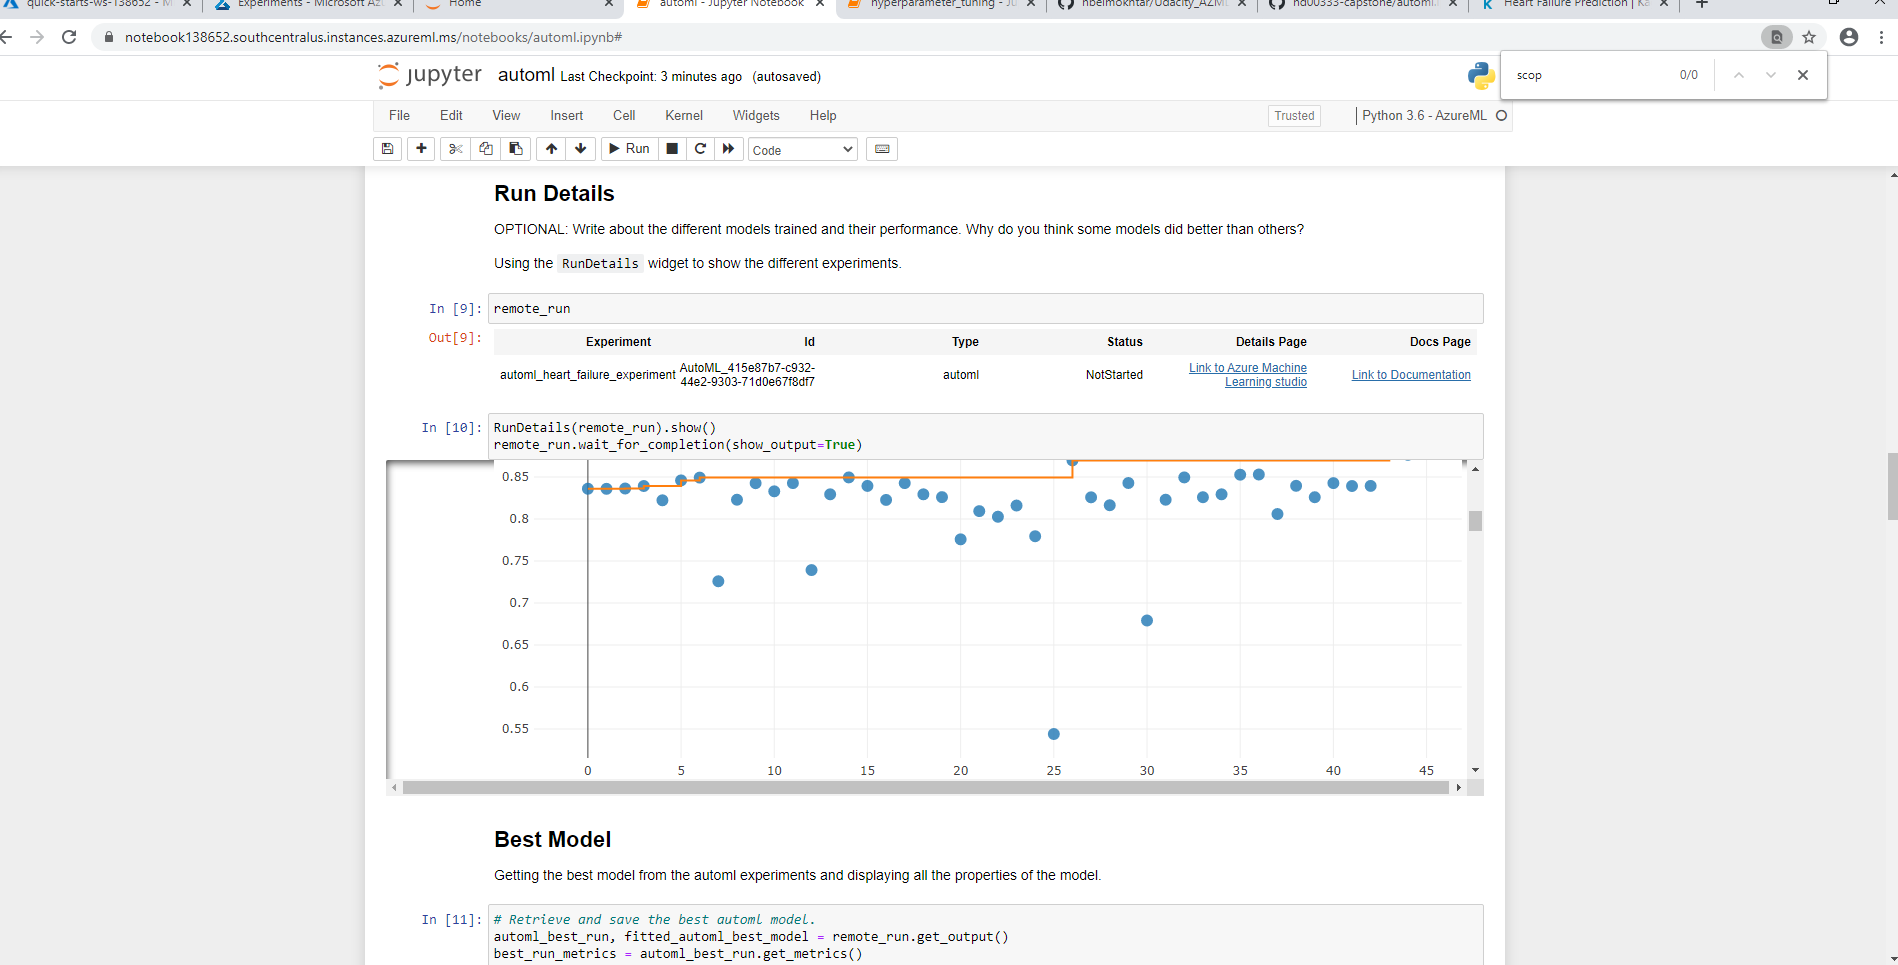 quick-starts-ws-138652 - M
Experiments - Microsoft Az
Home
automl - Jupyter Notebook
hyperparameter_tuning - Ju
nbelmokhtar/Udacity_AZML
nd00333-capstone/automl.
Heart Failure Prediction | Ka
notebook138652.southcentralus.instances.azureml.ms/notebooks/automl.ipynb#
scop 0/0
jupyter automl Last Checkpoint: 3 minutes ago (autosaved)
File Edit View Insert Cell Kernel Widgets Help Trusted Python 3.6 - AzureML
Run Code
Run Details
OPTIONAL: Write about the different models trained and their performance. Why do you think some models did better than others?
Using the RunDetails widget to show the different experiments.
In [9]: remote_run
Out[9]: Experiment Id Type Status Details Page Docs Page
automl_heart_failure_experiment AutoML_415e87b7-c932-44e2-9303-71d0e67f8df7 automl NotStarted Link to Azure Machine Learning studio Link to Documentation
In [10]: RunDetails(remote_run).show()
remote_run.wait_for_completion(show_output=True)
0.85
0.8
0.75
0.7
0.65
0.6
0.55
0 5 10 15 20 25 30 35 40 45
Best Model
Getting the best model from the automl experiments and displaying all the properties of the model.
In [11]: # Retrieve and save the best automl model.
automl_best_run, fitted_automl_best_model = remote_run.get_output()
best_run_metrics = automl_best_run.get_metrics()